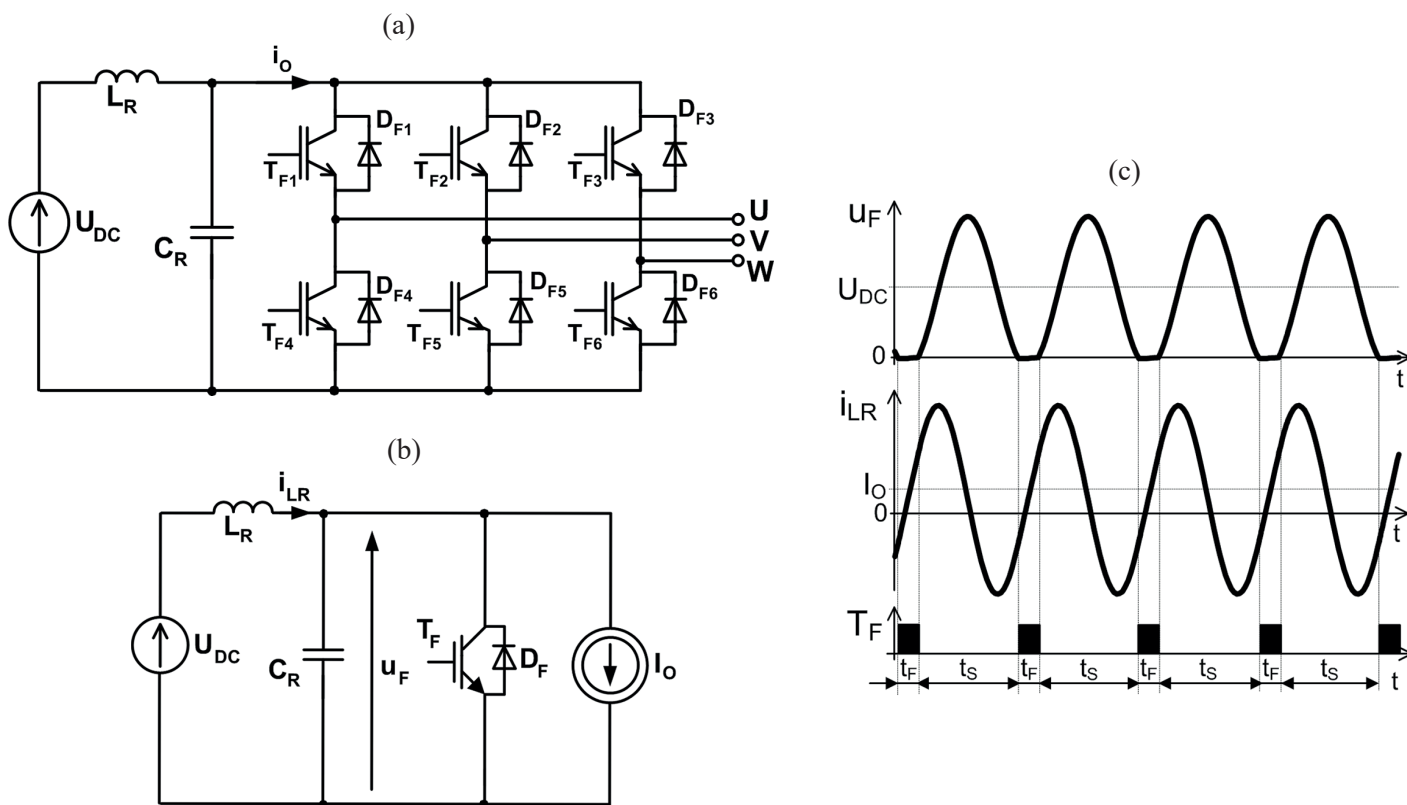 (a)
i_O
L_R
D_F1
D_F2
D_F3
T_F1
T_F2
T_F3
U_DC
C_R
U
V
W
D_F4
D_F5
D_F6
T_F4
T_F5
T_F6
(b)
i_LR
L_R
U_DC
C_R
u_F
T_F
D_F
I_O
(c)
u_F
U_DC
0
t
i_LR
I_O
0
t
T_F
t_F t_S t_F t_S t_F t_S t_F t_S t